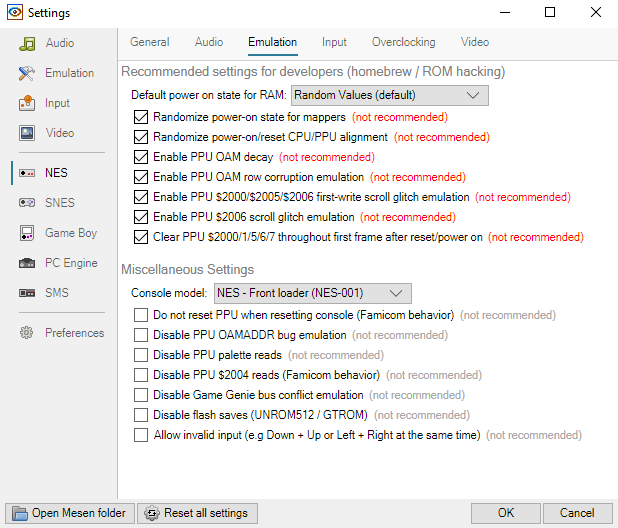 Settings
Audio
Emulation
Input
Video
NES
SNES
Game Boy
PC Engine
SMS
Preferences
General Audio Emulation Input Overclocking Video
Recommended settings for developers (homebrew / ROM hacking)
Default power on state for RAM: Random Values (default)
Randomize power-on state for mappers (not recommended)
Randomize power-on/reset CPU/PPU alignment (not recommended)
Enable PPU OAM decay (not recommended)
Enable PPU OAM row corruption emulation (not recommended)
Enable PPU $2000/$2005/$2006 first-write scroll glitch emulation (not recommended)
Enable PPU $2006 scroll glitch emulation (not recommended)
Clear PPU $2000/1/5/6/7 throughout first frame after reset/power on (not recommended)
Miscellaneous Settings
Console model: NES - Front loader (NES-001)
Do not reset PPU when resetting console (Famicom behavior) (not recommended)
Disable PPU OAMADDR bug emulation (not recommended)
Disable PPU palette reads (not recommended)
Disable PPU $2004 reads (Famicom behavior) (not recommended)
Disable Game Genie bus conflict emulation (not recommended)
Disable flash saves (UNROM512 / GTROM) (not recommended)
Allow invalid input (e.g Down + Up or Left + Right at the same time) (not recommended)
Open Mesen folder Reset all settings OK Cancel